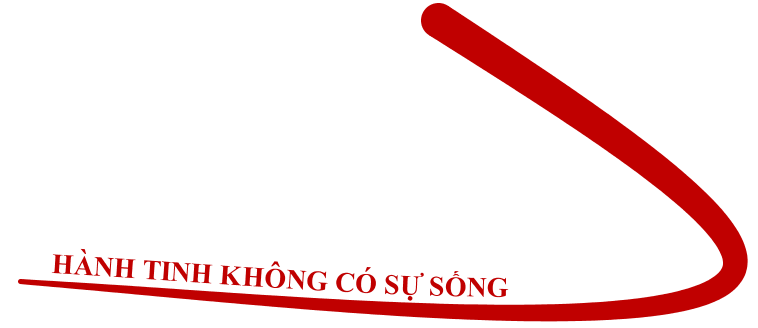 HÀNH TINH KHÔNG CÓ SỰ SỐNG